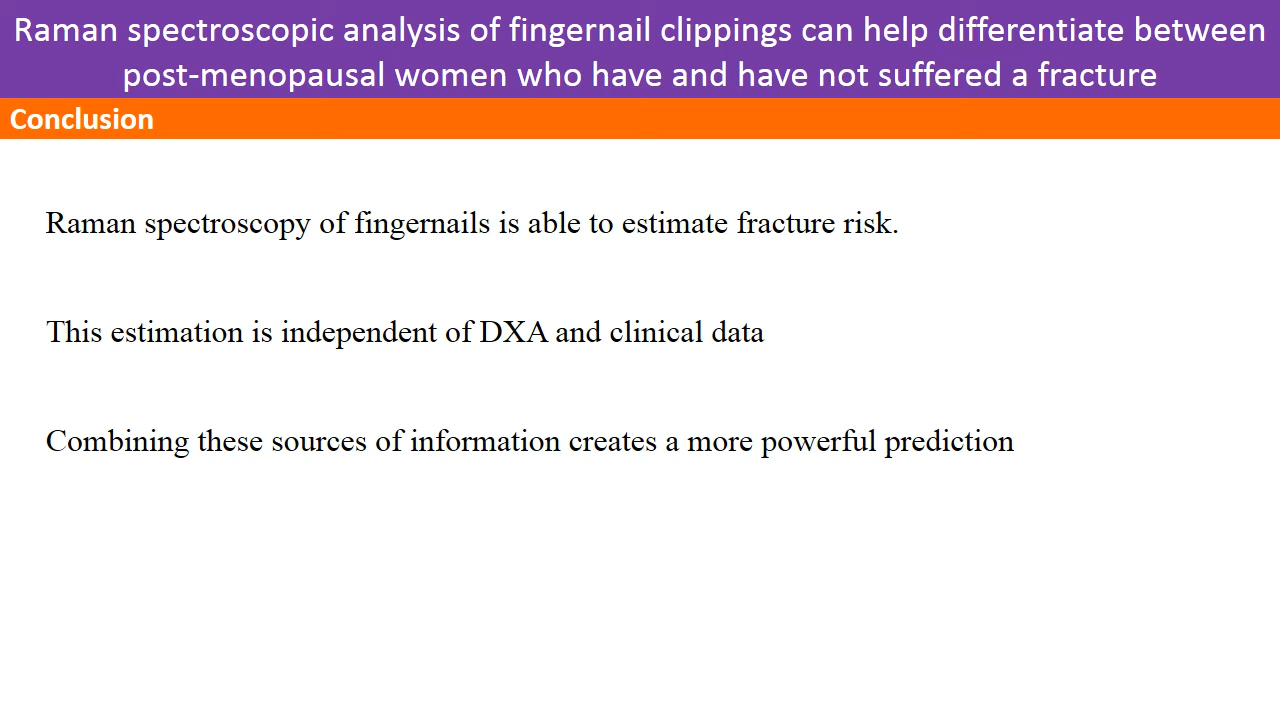 Raman spectroscopic analysis of fingernail clippings can help differentiate between
post-menopausal women who have and have not suffered a fracture
Conclusion
Raman spectroscopy of fingernails is able to estimate fracture risk.
This estimation is independent of DXA and clinical data
Combining these sources of information creates a more powerful prediction